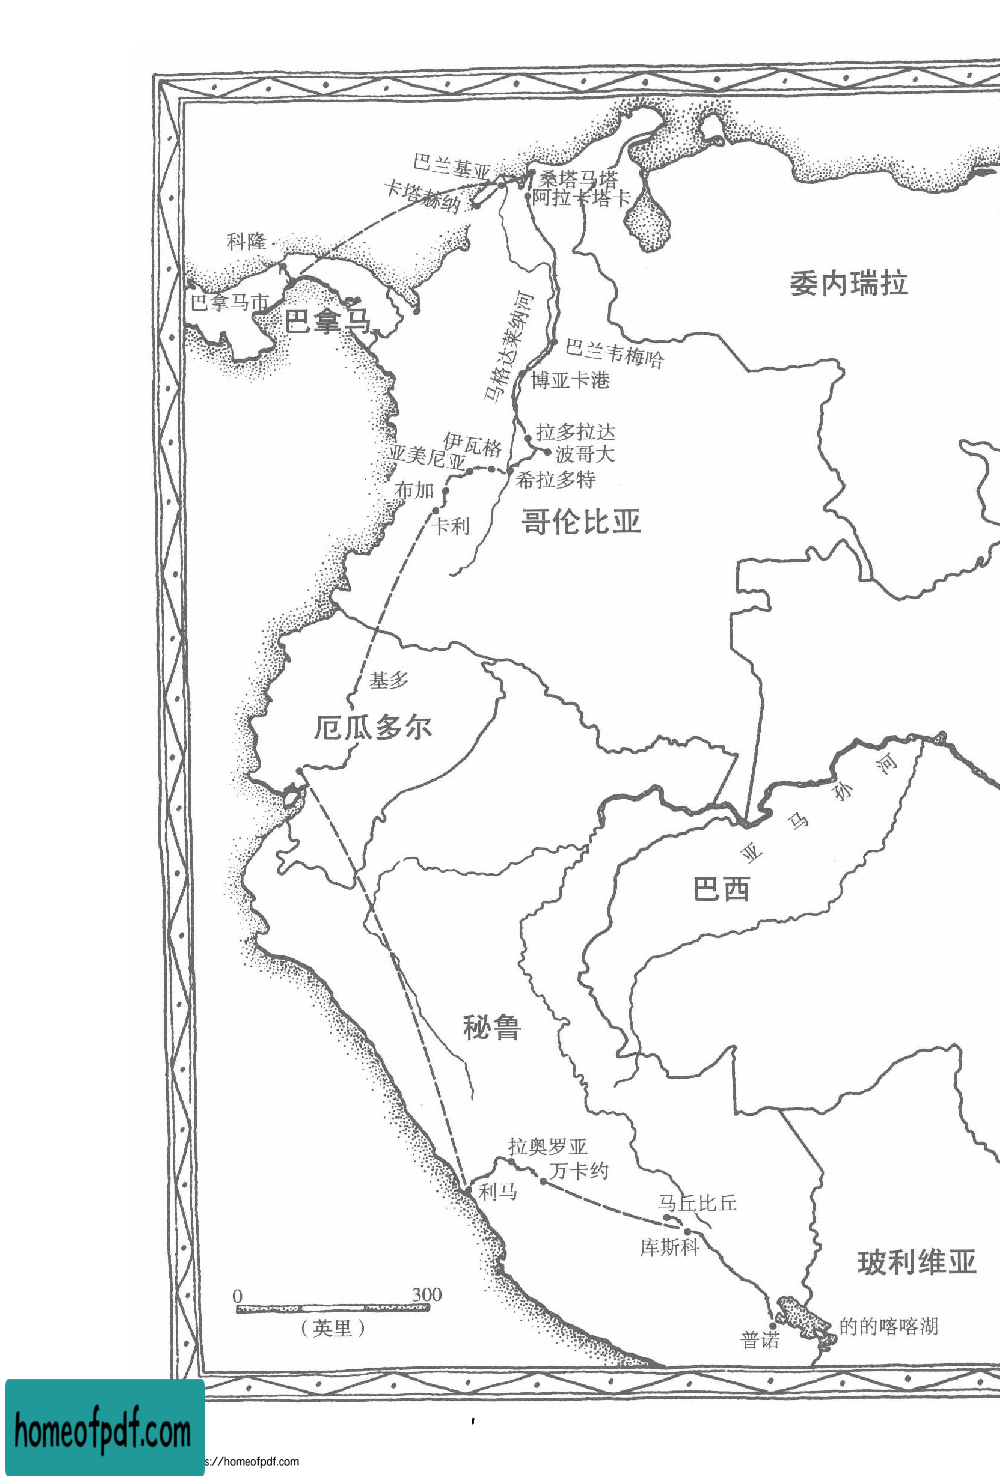 巴兰基亚
桑塔马塔
卡塔赫纳
阿拉卡塔卡
科隆
委内瑞拉
巴拿马市
巴拿马
马格达莱纳河
巴兰韦梅哈
博亚卡港
拉多拉达
伊瓦格
亚美尼亚
波哥大
希拉多特
布加
卡利
哥伦比亚
基多
厄瓜多尔
亚马孙河
巴西
秘鲁
拉奥罗亚
万卡约
利马
马丘比丘
库斯科
玻利维亚
0 300
（英里）
的的喀喀湖
普诺
homeofpdf.com
s://homeofpdf.com